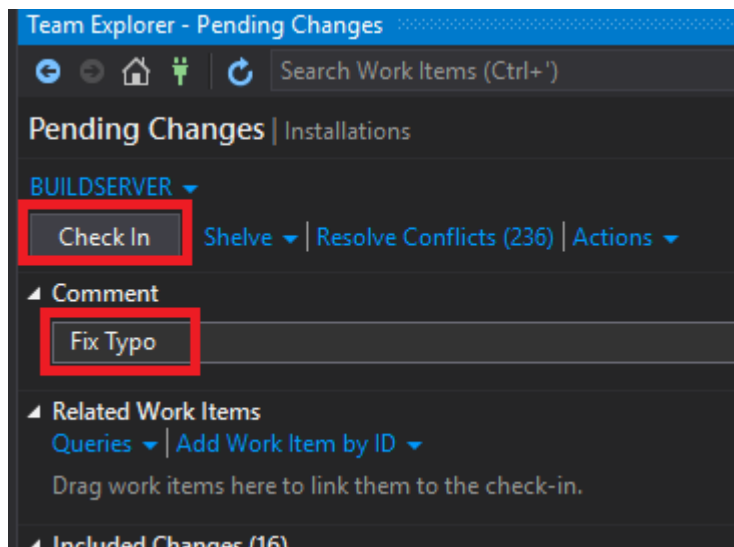 Team Explorer - Pending Changes
Search Work Items (Ctrl+')
Pending Changes | Installations
BUILDSERVER
Check In Shelve | Resolve Conflicts (236) | Actions
Comment
Fix Typo
Related Work Items
Queries | Add Work Item by ID
Drag work items here to link them to the check-in.
Included Changes (16)